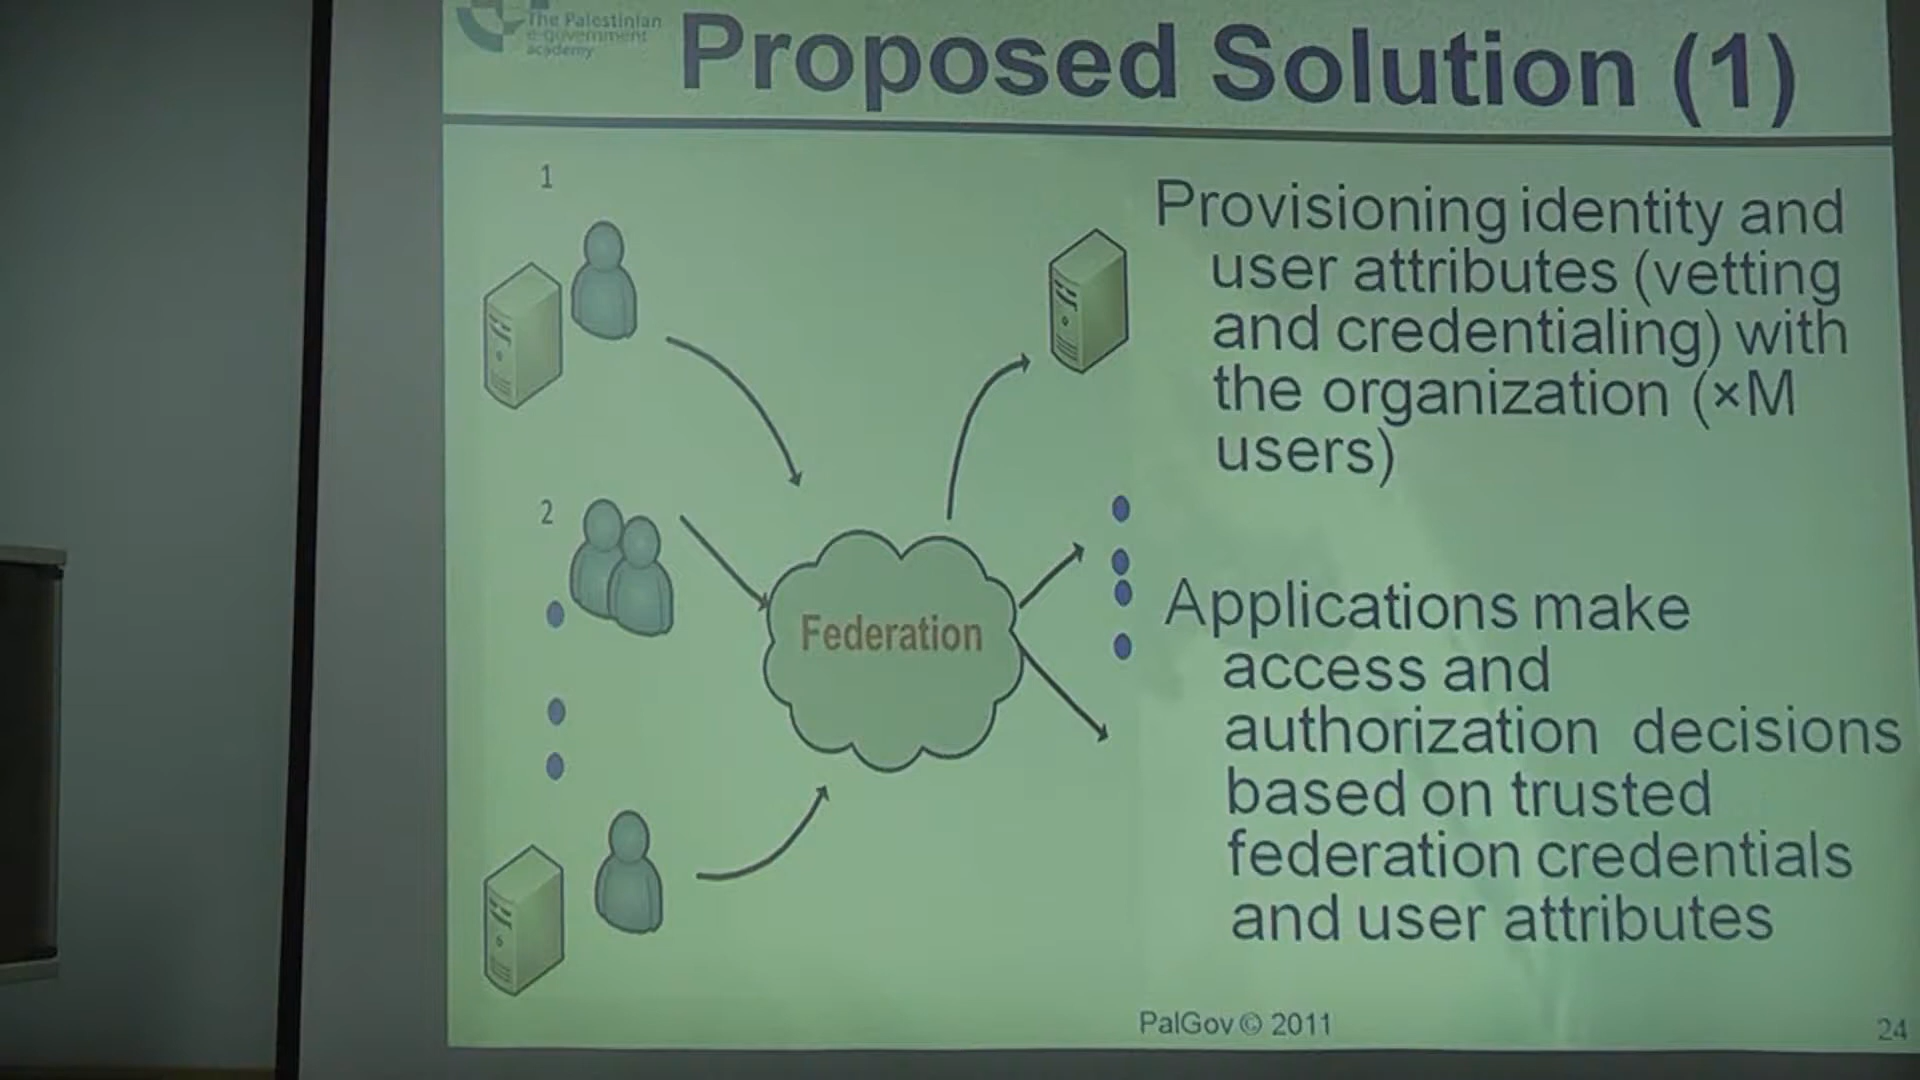 The Palestinian
e-government
academy
Proposed Solution (1)
1
Provisioning identity and
user attributes (vetting
and credentialing) with
the organization (×M
users)
2
Federation
Applications make
access and
authorization decisions
based on trusted
federation credentials
and user attributes
PalGov © 2011
24